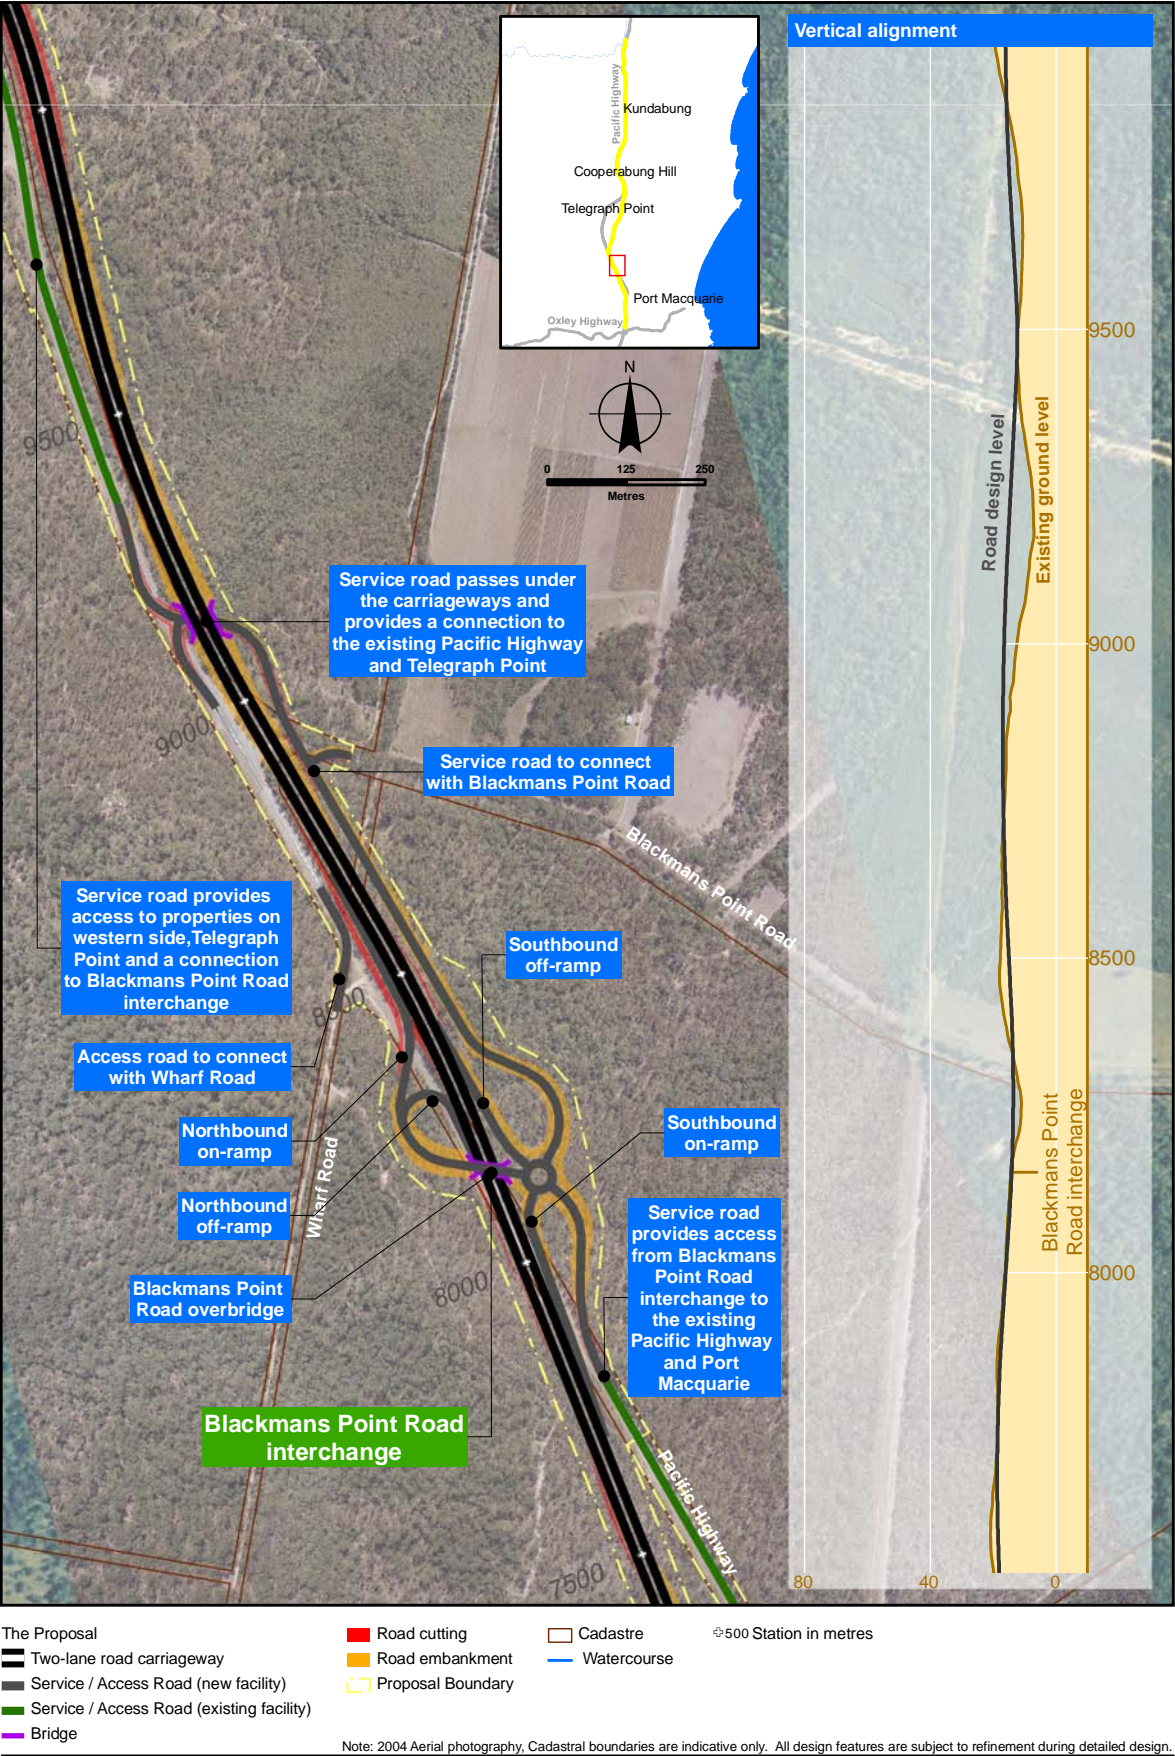 Vertical alignment
Pacific Highway
Kundabung
Cooperabung Hill
Telegraph Point
Port Macquarie
Oxley Highway
N
0 125 250
Metres
9500
9500
Road design level
Existing ground level
Service road passes under
the carriageways and
provides a connection to
the existing Pacific Highway
and Telegraph Point
9000
9000
Service road to connect
with Blackmans Point Road
Blackmans Point Road
Service road provides
access to properties on
western side,Telegraph
Point and a connection
to Blackmans Point Road
interchange
Southbound
off-ramp
8500
8500
Access road to connect
with Wharf Road
Northbound
on-ramp
Wharf Road
Northbound
off-ramp
Southbound
on-ramp
Blackmans Point
Road interchange
Service road
provides access
from Blackmans
Point Road
interchange to
the existing
Pacific Highway
and Port
Macquarie
Blackmans Point
Road overbridge
8000
8000
Blackmans Point Road
interchange
Pacific Highway
7500
80 40 0
The Proposal
Two-lane road carriageway
Service / Access Road (new facility)
Service / Access Road (existing facility)
Bridge
Road cutting
Road embankment
Proposal Boundary
Cadastre
Watercourse
500 Station in metres
Note: 2004 Aerial photography, Cadastral boundaries are indicative only. All design features are subject to refinement during detailed design.